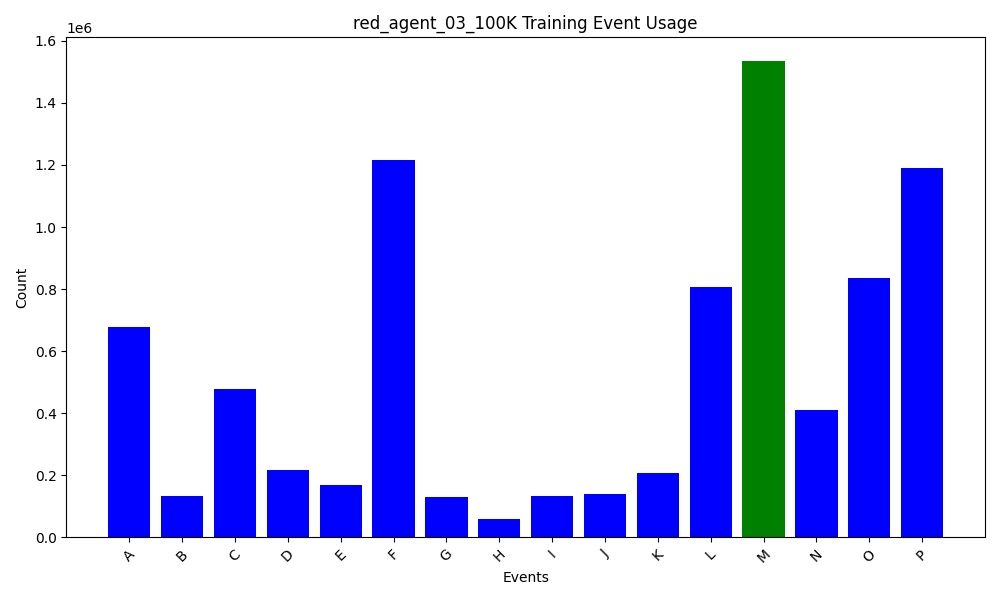 red_agent_03_100K Training Event Usage
1e6
1.6
1.4
1.2
1.0
0.8
0.6
0.4
0.2
0.0
Count
A B C D E F G H I J K L M N O P
Events